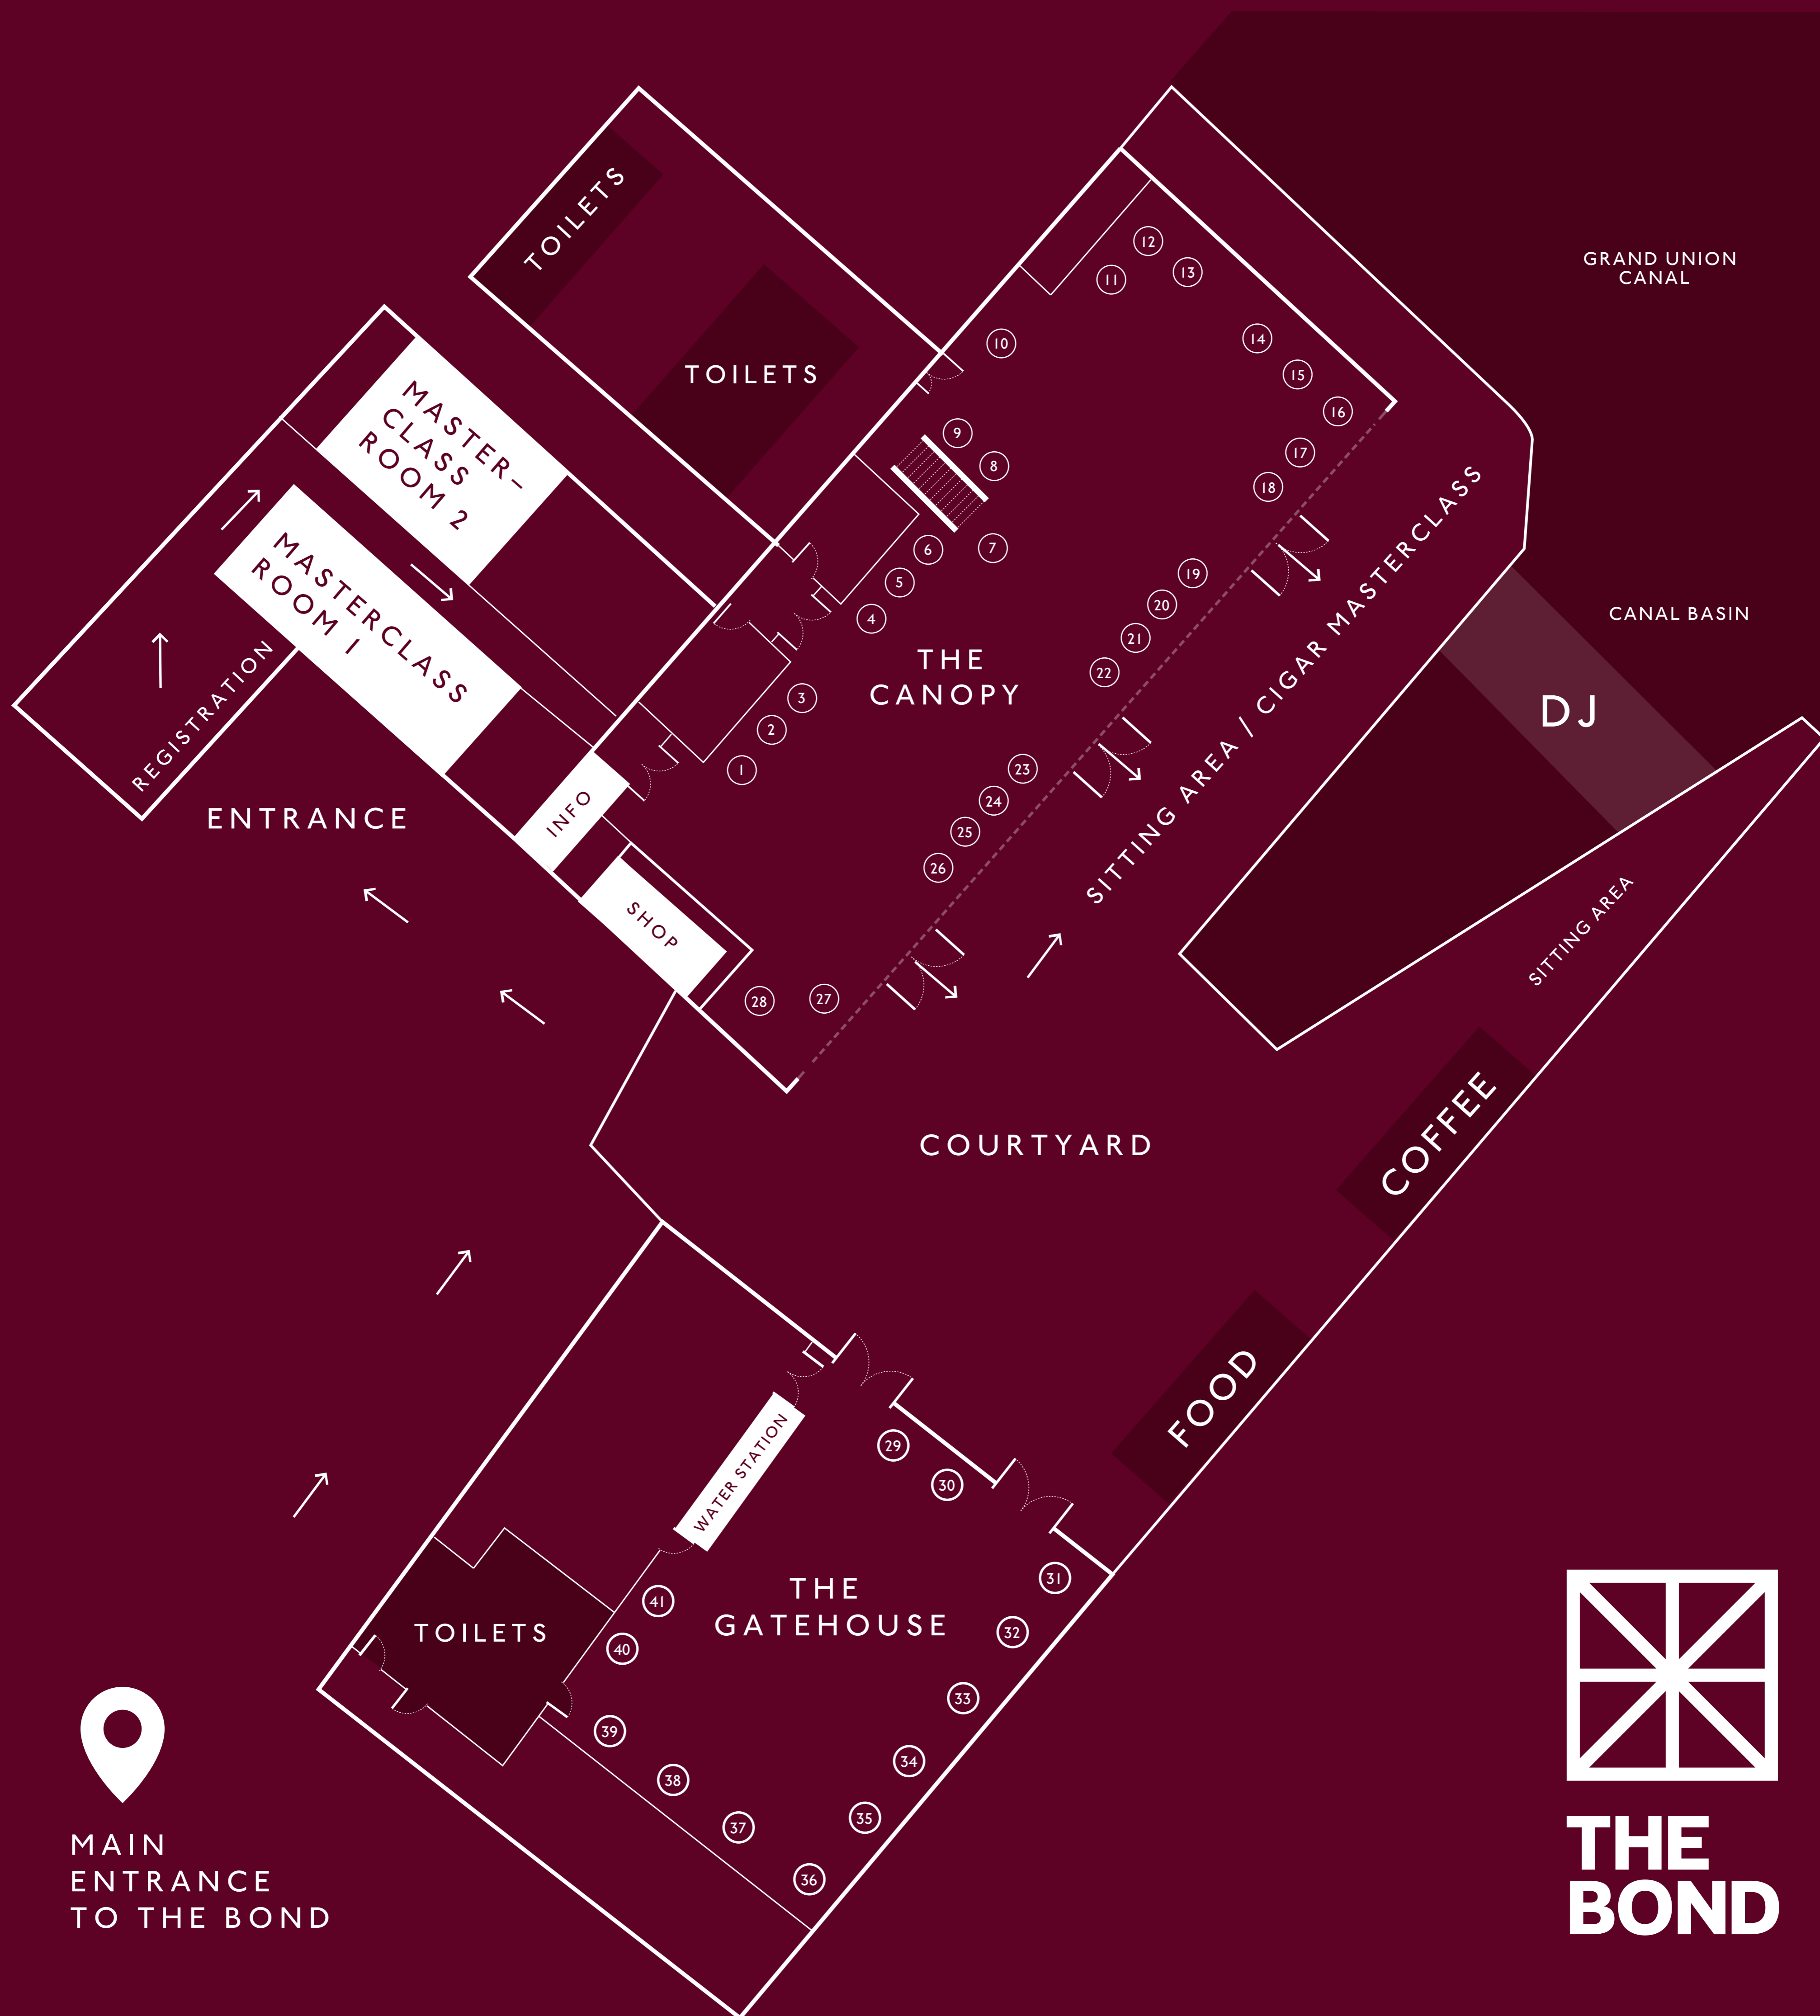 TOILETS
TOILETS
12
11
13
GRAND UNION
CANAL
10
14
15
16
MASTER-
CLASS
ROOM 2
9
8
17
18
MASTERCLASS
ROOM 1
6
7
5
19
4
20
21
22
CANAL BASIN
THE
CANOPY
SITTING AREA / CIGAR MASTERCLASS
DJ
REGISTRATION
3
2
1
23
24
25
26
ENTRANCE
INFO
SHOP
28
27
SITTING AREA
COURTYARD
COFFEE
FOOD
WATER STATION
29
30
31
THE
GATEHOUSE
41
40
32
TOILETS
33
39
34
38
35
37
36
MAIN
ENTRANCE
TO THE BOND
THE
BOND